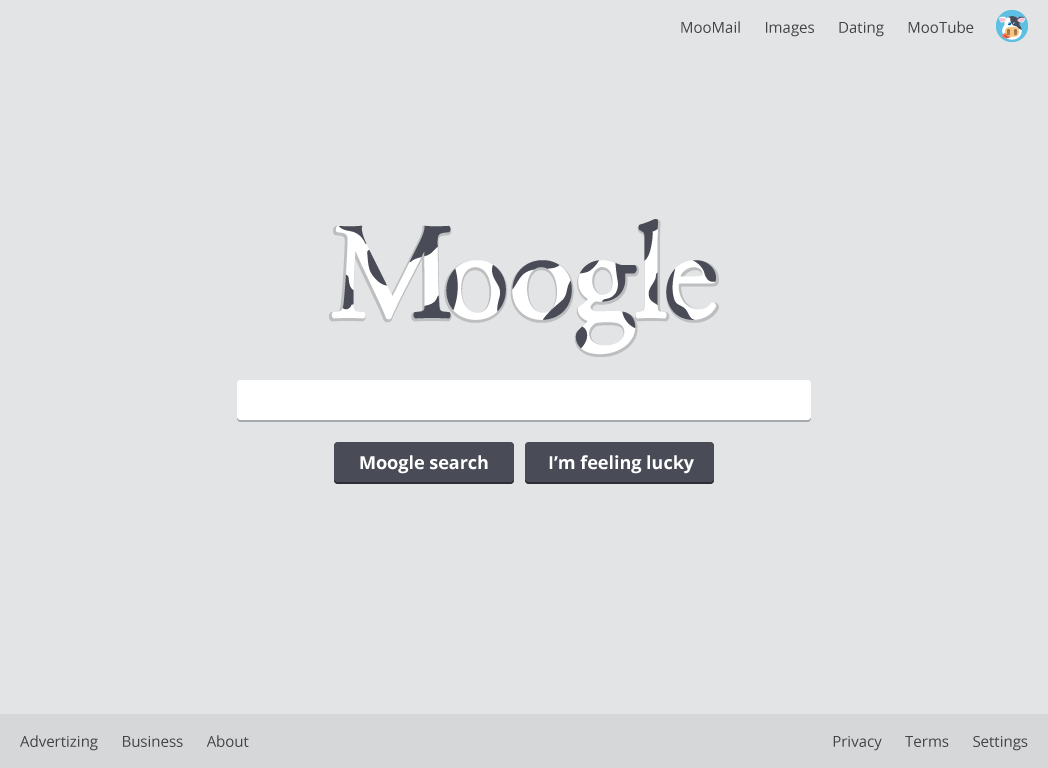 MooMail Images Dating MooTube
Moogle
Moogle search I’m feeling lucky
Advertizing Business About Privacy Terms Settings